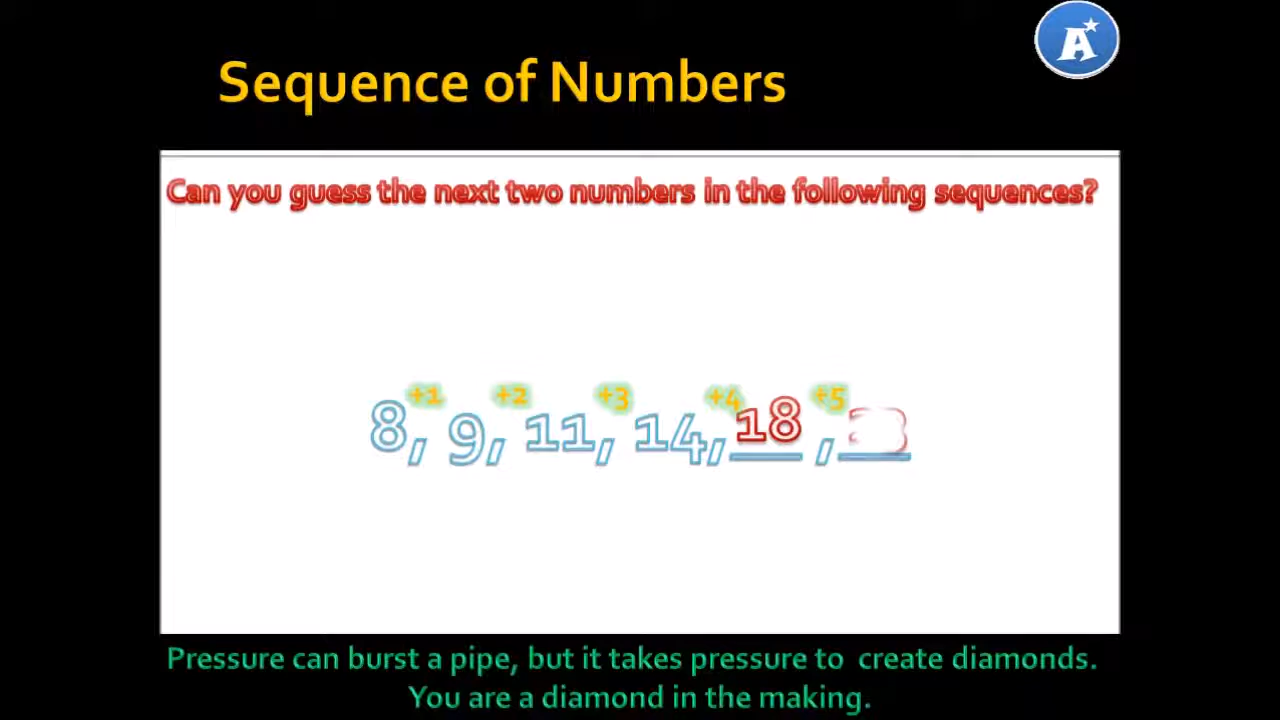 A
Sequence of Numbers
Can you guess the next two numbers in the following sequences?
+1 +2 +3 +4 +5
8, 9, 11, 14, 18 ,
Pressure can burst a pipe, but it takes pressure to create diamonds.
You are a diamond in the making.